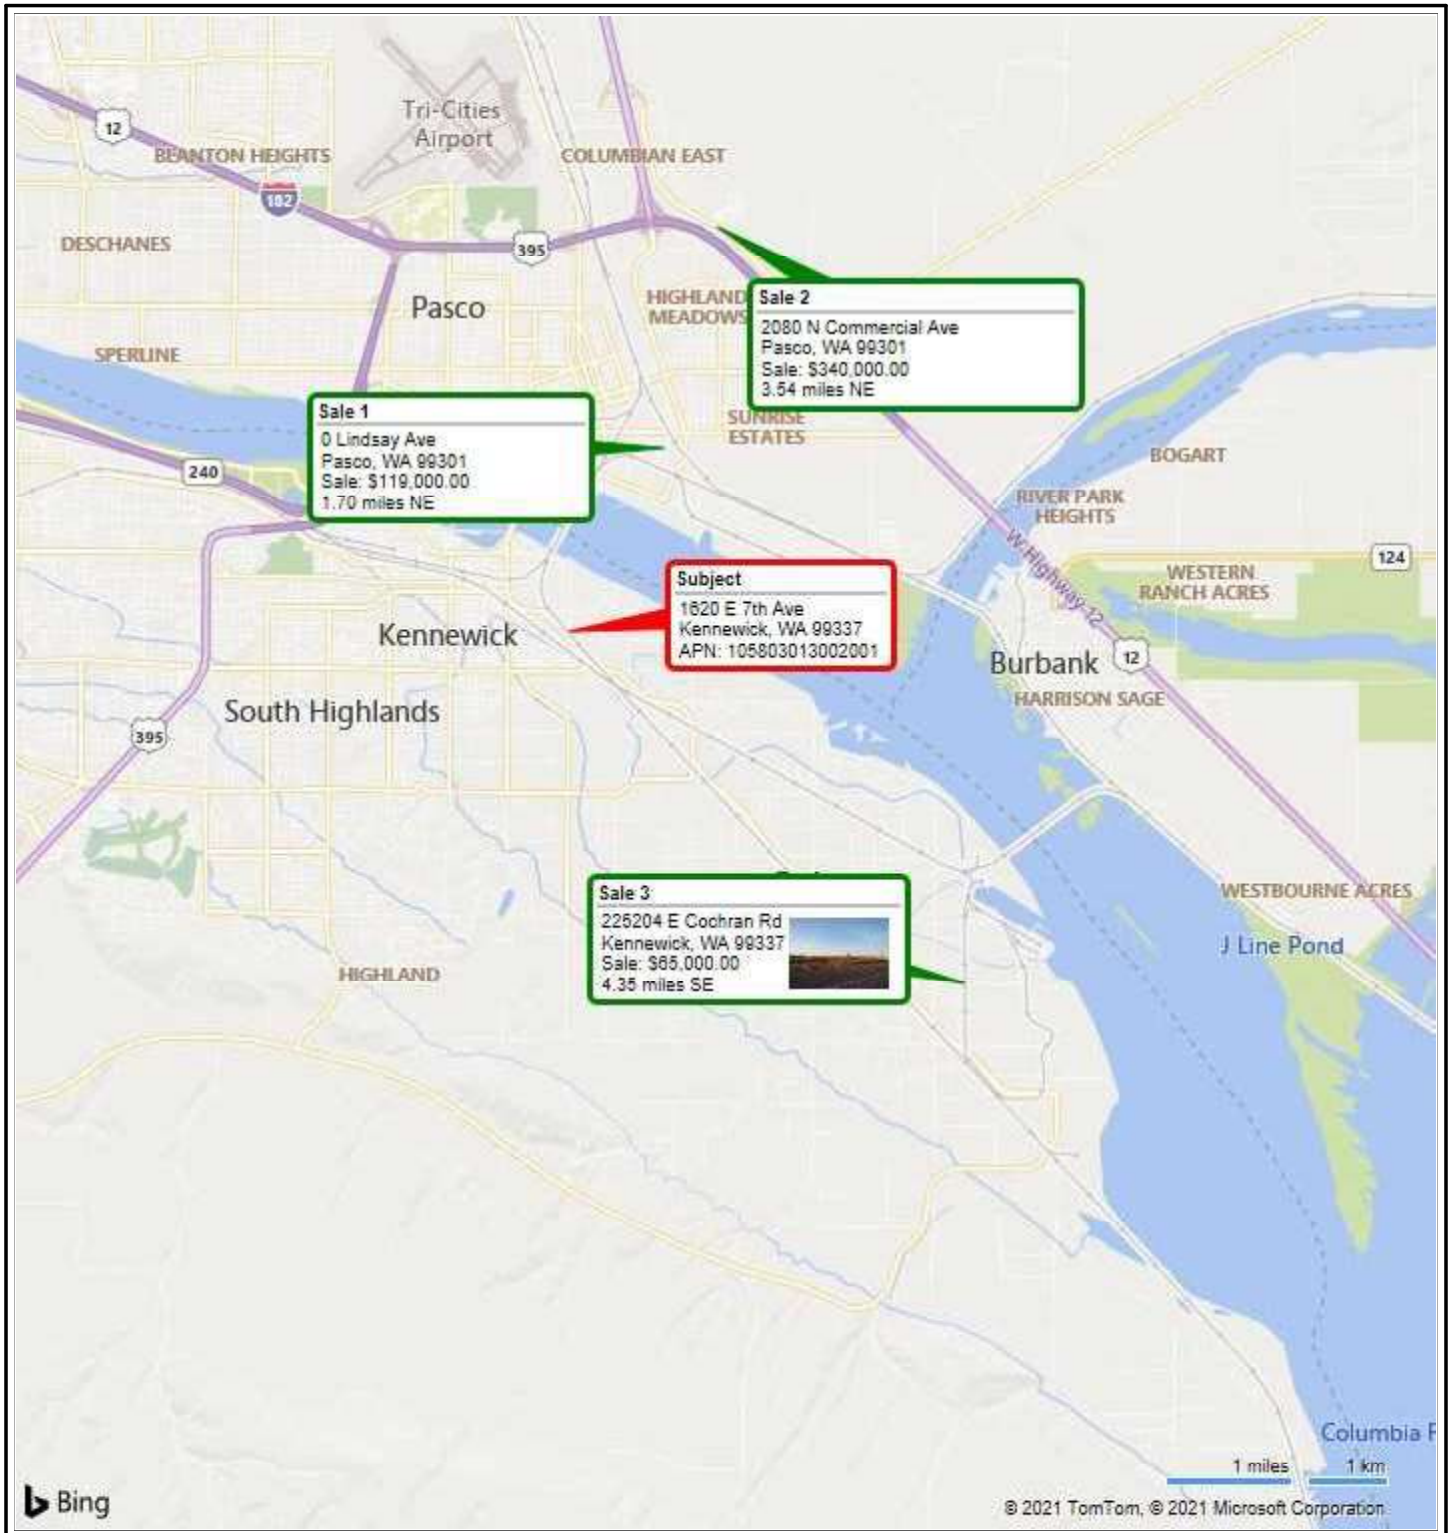 Tri-Cities
Airport
12
BLANTON HEIGHTS
COLUMBIAN EAST
182
DESCHANES
395
Pasco
HIGHLAND
MEADOWS
Sale 2
2080 N Commercial Ave
Pasco, WA 99301
Sale: $340,000.00
3.54 miles NE
SPERLINE
Sale 1
0 Lindsay Ave
Pasco, WA 99301
Sale: $119,000.00
1.70 miles NE
SUNRISE
ESTATES
240
BOGART
RIVER PARK
HEIGHTS
W Highway 12
124
WESTERN
RANCH ACRES
Subject
1620 E 7th Ave
Kennewick, WA 99337
APN: 105803013002001
Kennewick
Burbank
12
HARRISON SAGE
South Highlands
395
WESTBOURNE ACRES
Sale 3
225204 E Cochran Rd
Kennewick, WA 99337
Sale: $65,000.00
4.35 miles SE
J Line Pond
HIGHLAND
Columbia R
1 miles
1 km
Bing
© 2021 TomTom, © 2021 Microsoft Corporation